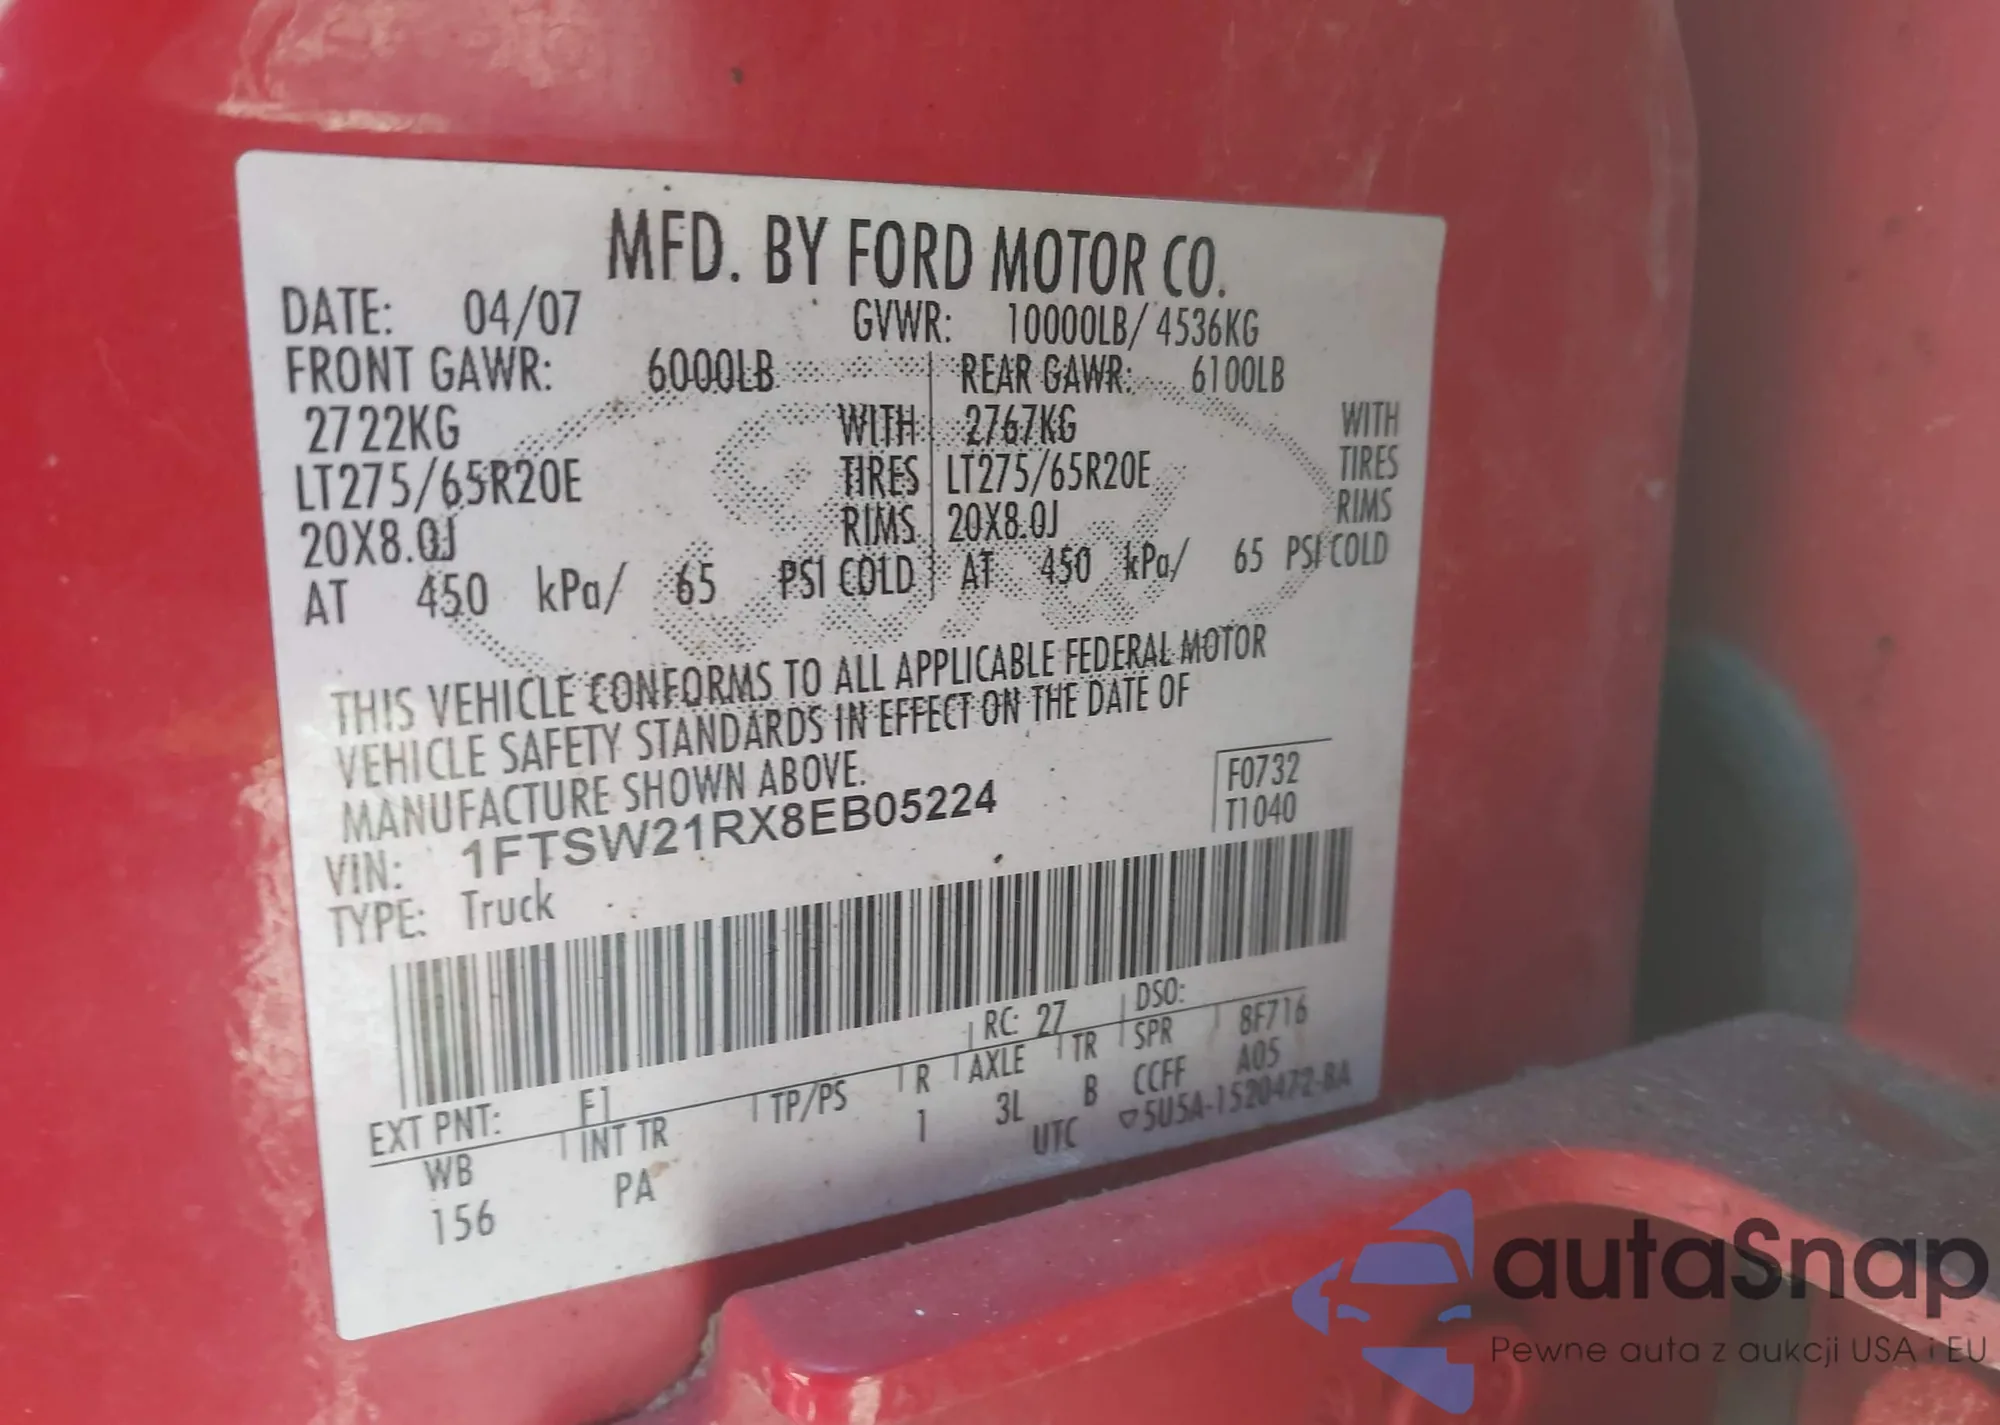 MFD. BY FORD MOTOR CO.
DATE: 04/07 GVWR: 10000LB/ 4536KG
FRONT GAWR: 6000LB REAR GAWR: 6100LB
2722KG WITH 2767KG WITH
LT275/65R20E TIRES LT275/65R20E TIRES
20X8.0J RIMS 20X8.0J RIMS
AT 450 kPa/ 65 PSI COLD AT 450 kPa/ 65 PSI COLD
THIS VEHICLE CONFORMS TO ALL APPLICABLE FEDERAL MOTOR
VEHICLE SAFETY STANDARDS IN EFFECT ON THE DATE OF
MANUFACTURE SHOWN ABOVE.
VIN: 1FTSW21RX8EB05224 F0732
TYPE: Truck T1040
EXT PNT: F1 RC: 27 DSO:
WB INT TR TP/PS R AXLE TR SPR 8F716
156 PA 1 3L B CCFF A05
UTC ▽5U5A-1520472-BA
autaSnap
Pewne auta z aukcji USA i EU